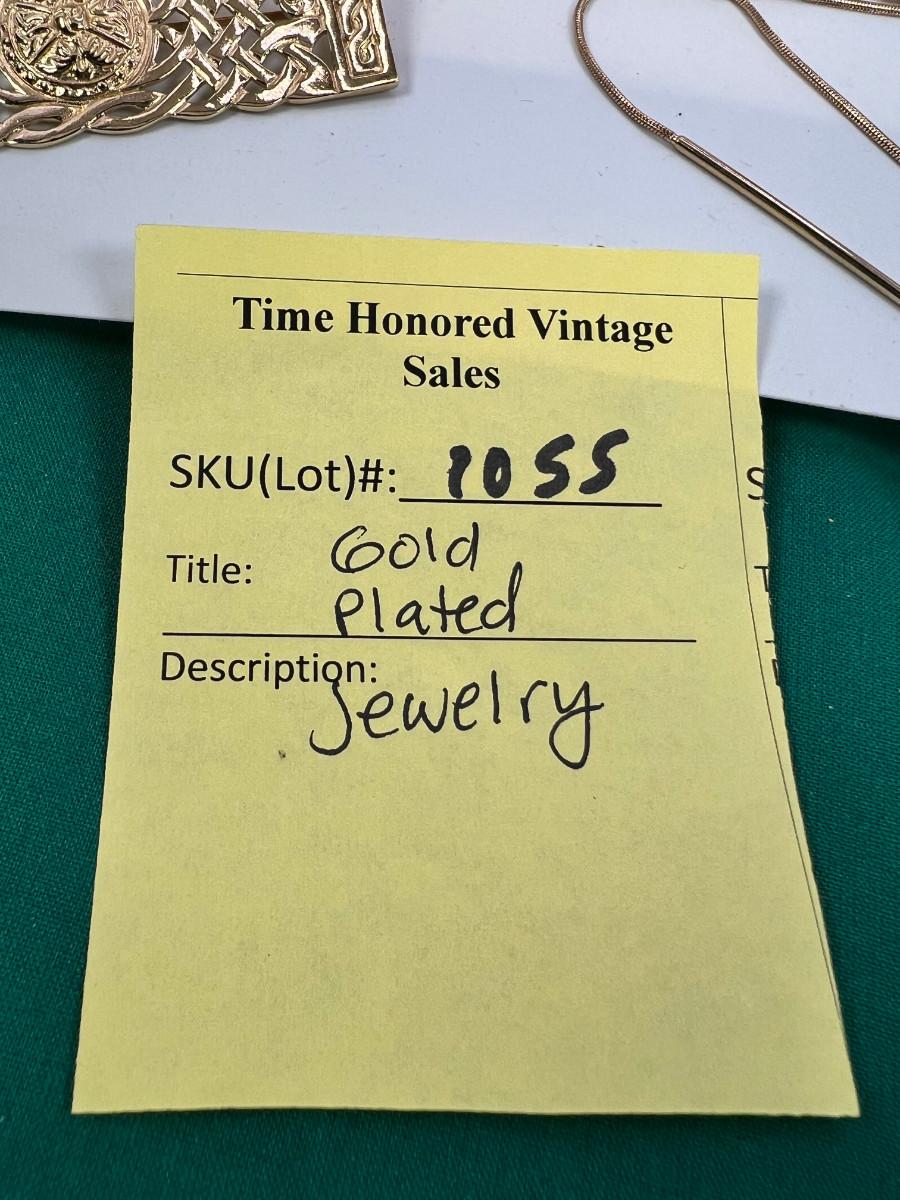 Time Honored Vintage
Sales
SKU(Lot)#: 1055
Title: Gold
Plated
Description:
Jewelry
S
T